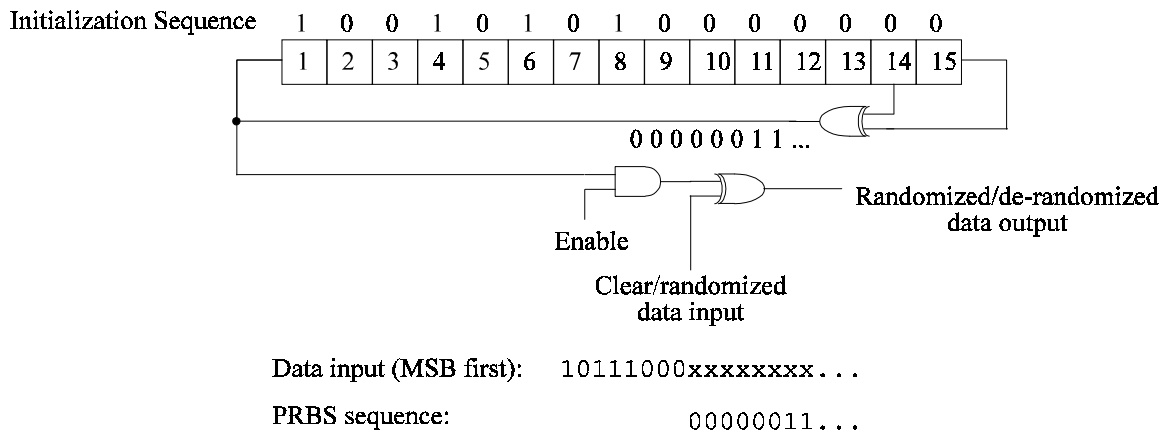 Initialization Sequence 1 0 0 1 0 1 0 1 0 0 0 0 0 0 0
1 2 3 4 5 6 7 8 9 10 11 12 13 14 15
0 0 0 0 0 0 1 1 ...
Randomized/de-randomized
data output
Enable
Clear/randomized
data input
Data input (MSB first): 10111000xxxxxxxx...
PRBS sequence: 00000011...